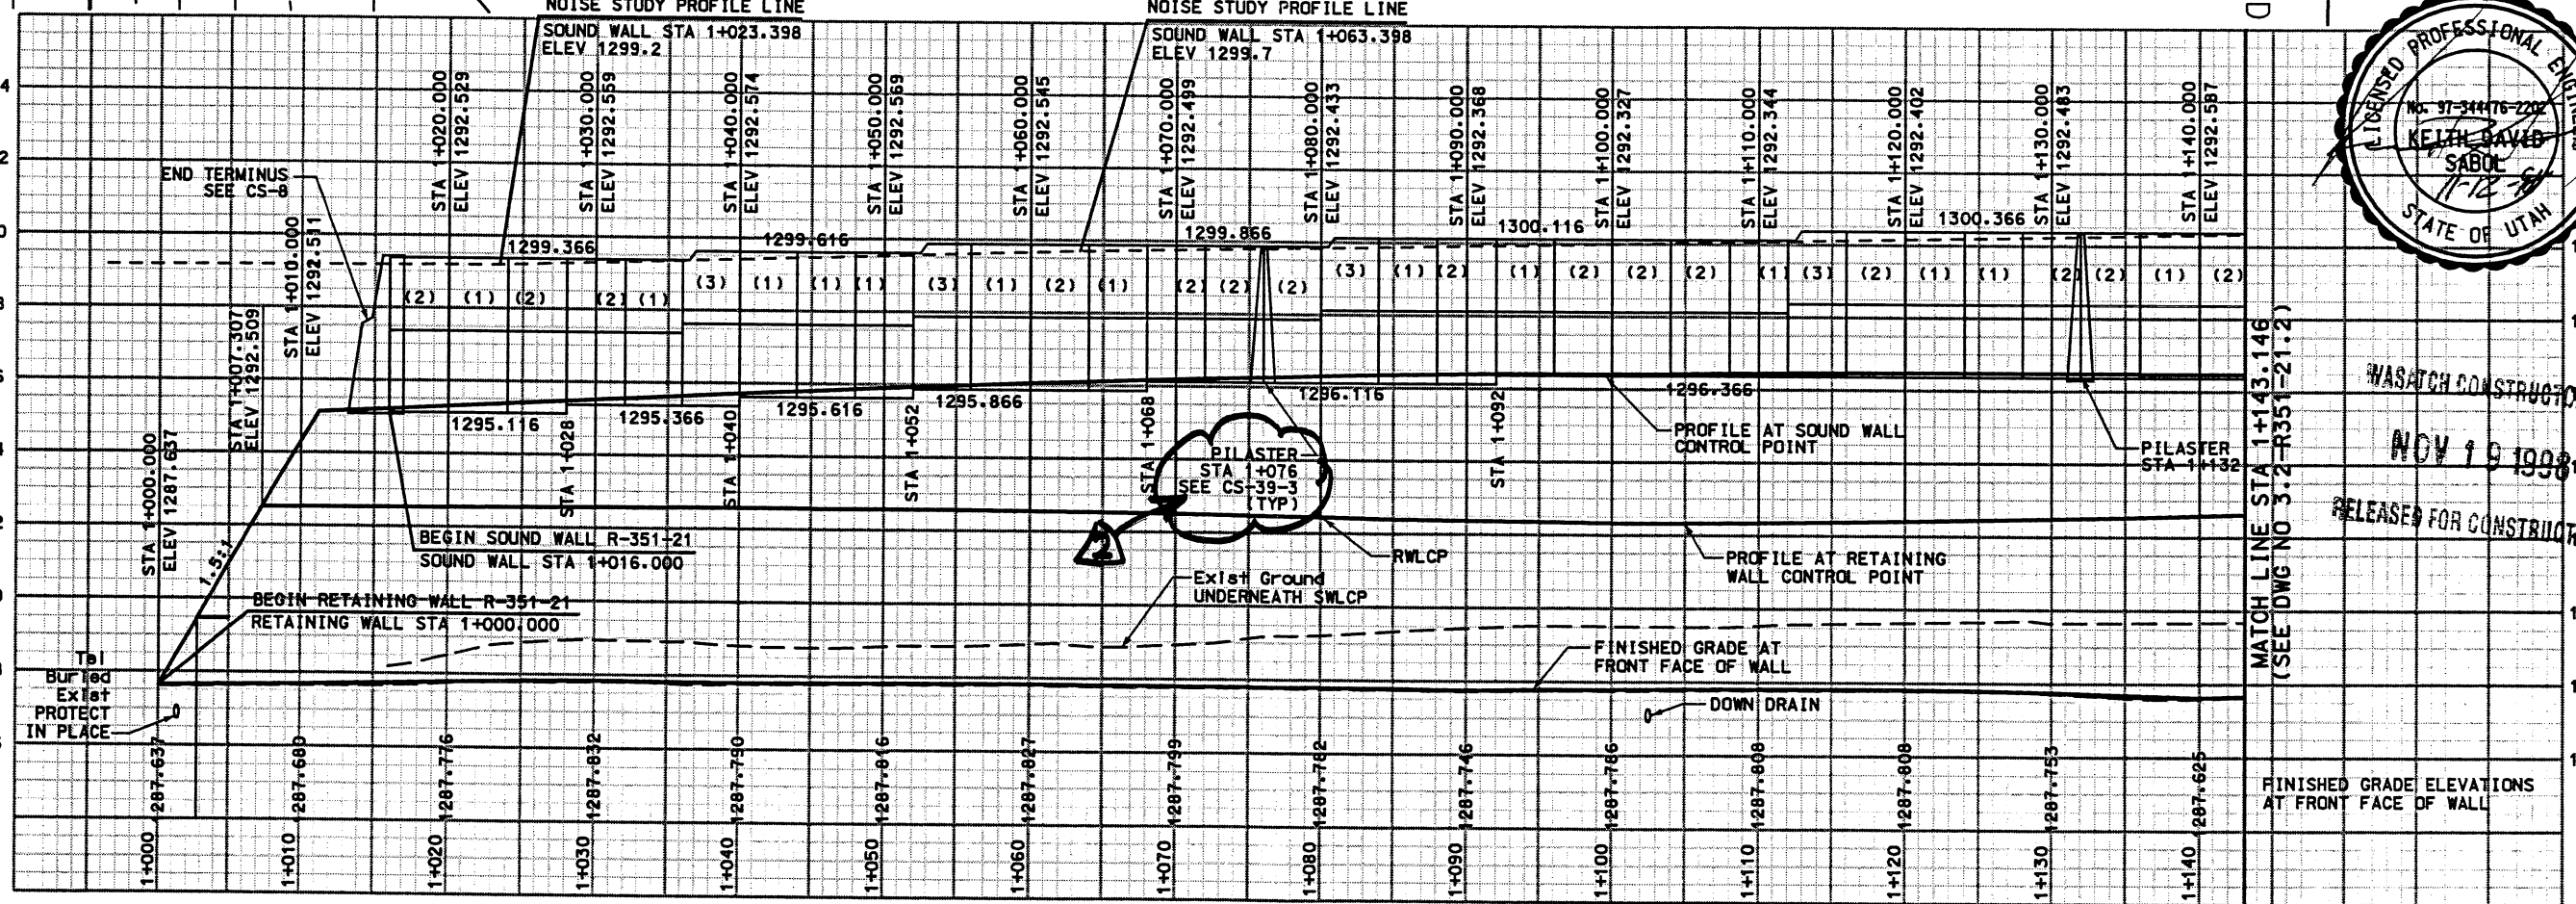 NOISE STUDY PROFILE LINE
SOUND WALL STA 1+023.398
ELEV 1299.2
NOISE STUDY PROFILE LINE
SOUND WALL STA 1+063.398
ELEV 1299.7
D
LICENSED PROFESSIONAL
No. 97-344476-2202
KEITH DAVID
SABOL
STATE OF UTAH
4
2
0
8
6
4
END TERMINUS
SEE CS-8
STA 1+000.000
ELEV 1287.637
STA 1+007.307
ELEV 1292.509
STA 1+010.000
ELEV 1292.511
STA 1+020.000
ELEV 1292.529
STA 1+030.000
ELEV 1292.559
STA 1+040.000
ELEV 1292.574
STA 1+050.000
ELEV 1292.569
STA 1+060.000
ELEV 1292.545
STA 1+070.000
ELEV 1292.499
STA 1+080.000
ELEV 1292.433
STA 1+090.000
ELEV 1292.368
STA 1+100.000
ELEV 1292.327
STA 1+110.000
ELEV 1292.344
STA 1+120.000
ELEV 1292.402
STA 1+130.000
ELEV 1292.483
STA 1+140.000
ELEV 1292.587
1299.366 1299.616 1299.866 1300.116 1300.366
(2) (1) (2) (2) (1) (3) (1) (1) (1) (3) (1) (2) (1) (2) (2) (2) (3) (1) (2) (1) (2) (2) (2) (1) (3) (2) (1) (1) (2) (2) (1) (2)
1295.116 1295.366 1295.616 1295.866 1296.116 1296.366
STA 1+028
STA 1+040
STA 1+052
STA 1+068
STA 1+092
PILASTER
STA 1+076
SEE CS-39-3
(TYP)
2
PROFILE AT SOUND WALL
CONTROL POINT
PILASTER
STA 1+132
MATCH LINE STA 1+143.146
(SEE DWG NO 3.2-R351-21.2)
NOV 19 1998
1.5:1
BEGIN SOUND WALL R-351-21
SOUND WALL STA 1+016.000
RWLCP
PROFILE AT RETAINING
WALL CONTROL POINT
Exist Ground
UNDERNEATH SWLCP
BEGIN RETAINING WALL R-351-21
RETAINING WALL STA 1+000.000
FINISHED GRADE AT
FRONT FACE OF WALL
DOWN DRAIN
Tel
Buried
Exist
PROTECT
IN PLACE
1287.637 1287.680 1287.776 1287.832 1287.790 1287.816 1287.827 1287.799 1287.782 1287.746 1287.786 1287.808 1287.808 1287.753 1287.625
FINISHED GRADE ELEVATIONS
AT FRONT FACE OF WALL
1+000 1+010 1+020 1+030 1+040 1+050 1+060 1+070 1+080 1+090 1+100 1+110 1+120 1+130 1+140